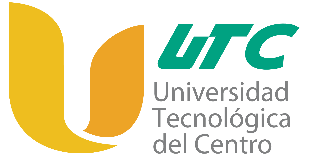 UTC
Universidad
Tecnológica
del Centro